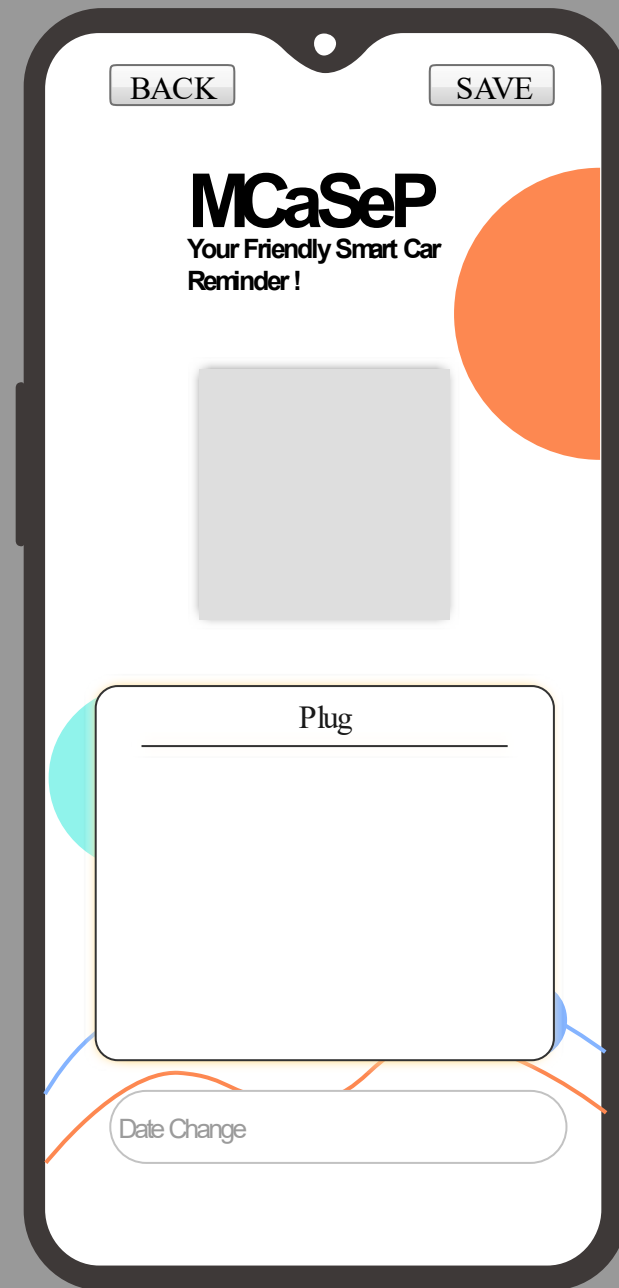 BACK
SAVE
MCaSeP
Your Friendly Smart Car
Reminder !
Plug
Date Change